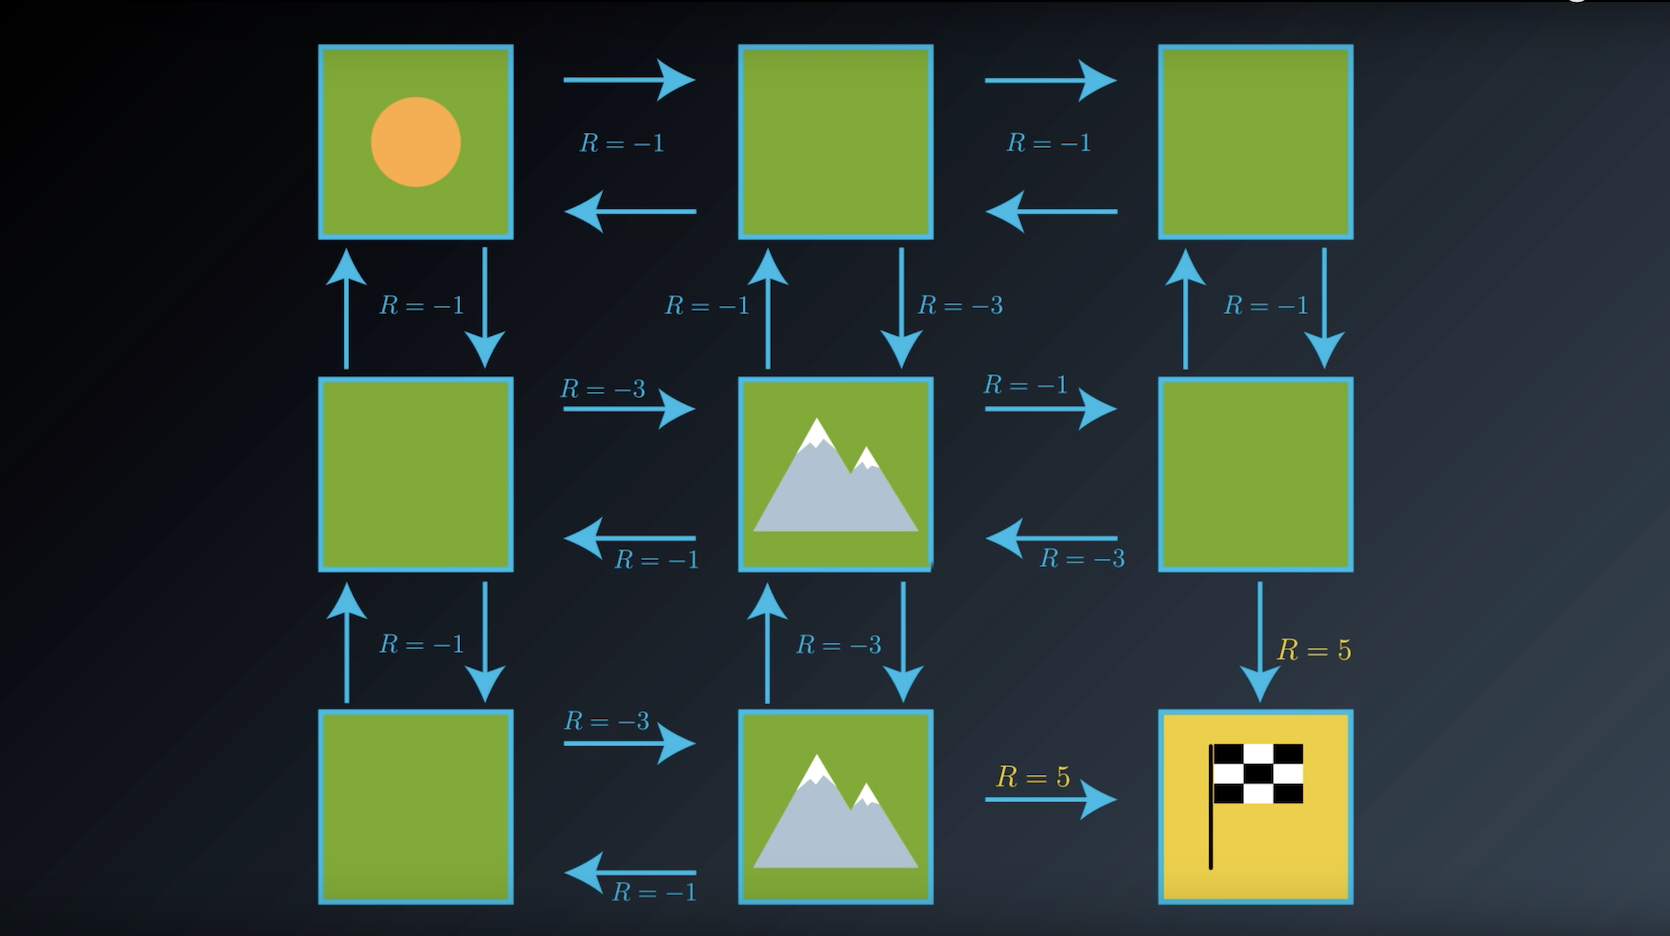 R = −1
R = −1
R = −1
R = −1
R = −3
R = −1
R = −3
R = −1
R = −1
R = −3
R = −1
R = −3
R = 5
R = −3
R = 5
R = −1